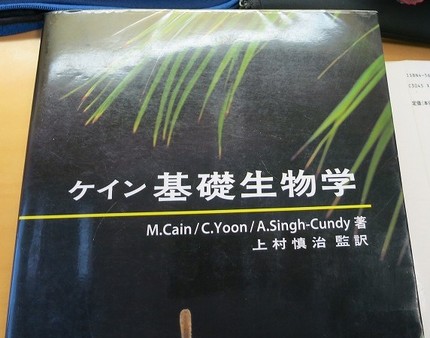 ケイン 基礎生物学
M.Cain/C.Yoon/A.Singh-Cundy 著
上村慎治 監訳